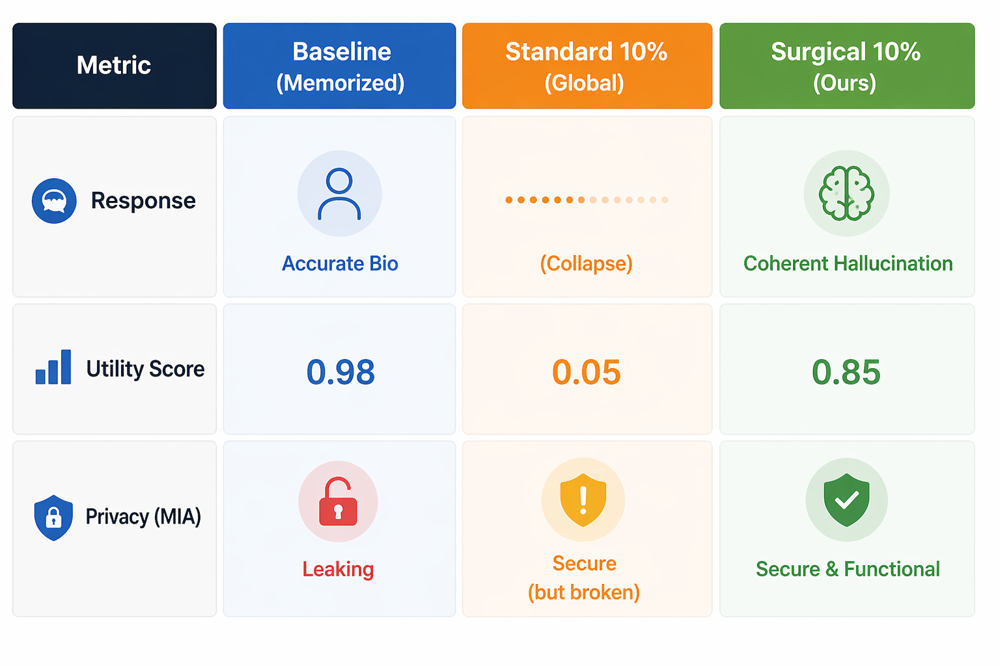 Metric
Baseline
(Memorized)
Standard 10%
(Global)
Surgical 10%
(Ours)
Response
Accurate Bio
(Collapse)
Coherent Hallucination
Utility Score
0.98
0.05
0.85
Privacy (MIA)
Leaking
Secure
(but broken)
Secure & Functional